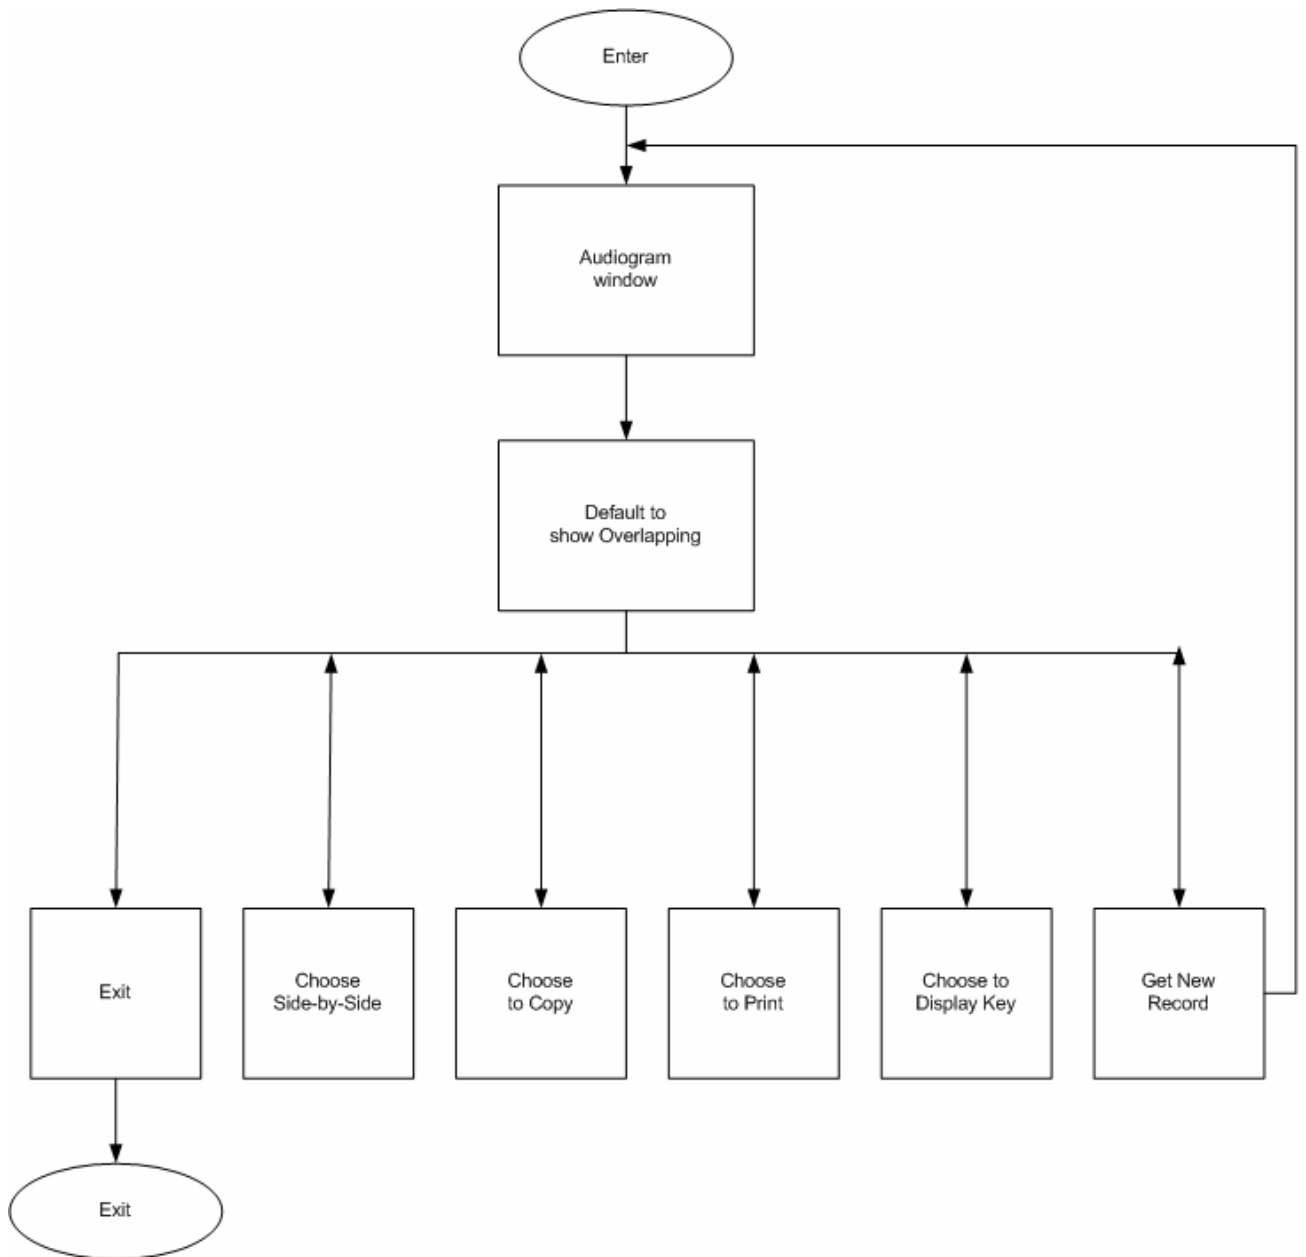 Enter
Audiogram
window
Default to
show Overlapping
Exit
Choose
Side-by-Side
Choose
to Copy
Choose
to Print
Choose to
Display Key
Get New
Record
Exit